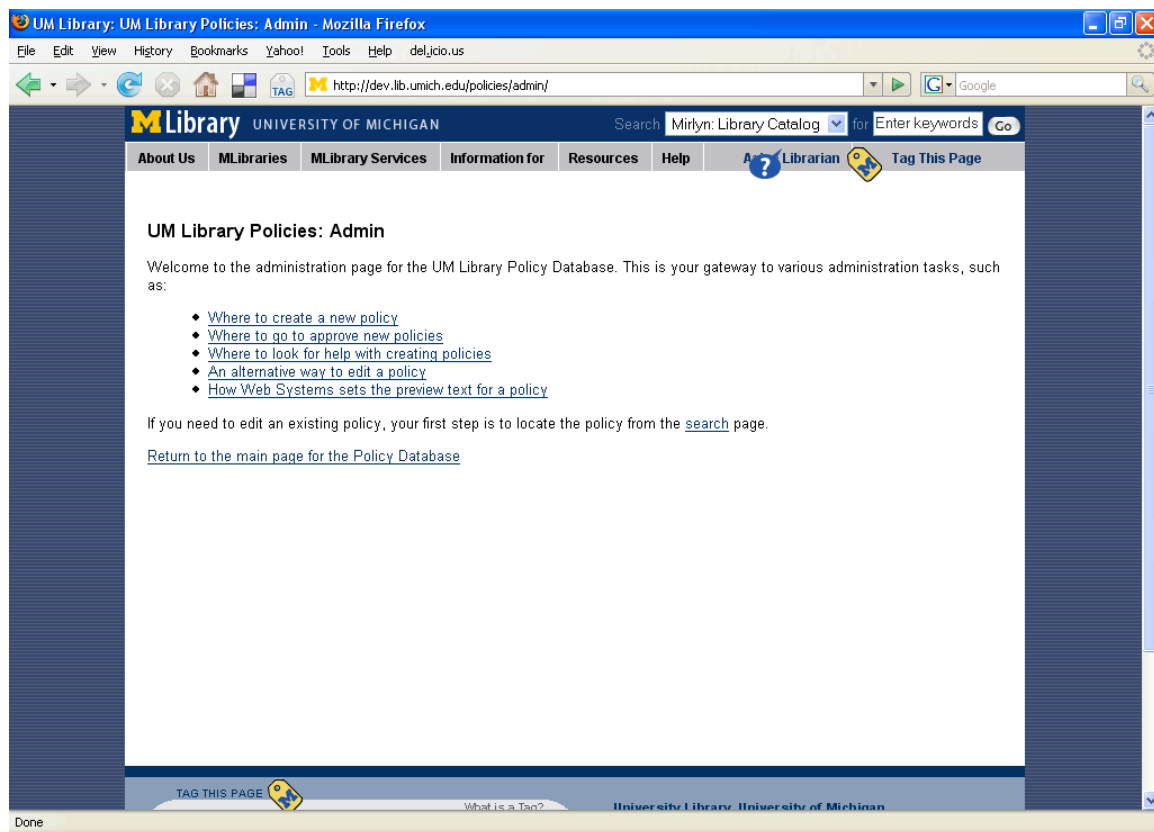 UM Library: UM Library Policies: Admin - Mozilla Firefox
File Edit View History Bookmarks Yahoo! Tools Help del.icio.us
TAG http://dev.lib.umich.edu/policies/admin/ G Google
MLibrary UNIVERSITY OF MICHIGAN Search Mirlyn: Library Catalog for Enter keywords Go
About Us MLibraries MLibrary Services Information for Resources Help ? Librarian Tag This Page
UM Library Policies: Admin
Welcome to the administration page for the UM Library Policy Database. This is your gateway to various administration tasks, such
as:
Where to create a new policy
Where to go to approve new policies
Where to look for help with creating policies
An alternative way to edit a policy
How Web Systems sets the preview text for a policy
If you need to edit an existing policy, your first step is to locate the policy from the search page.
Return to the main page for the Policy Database
TAG THIS PAGE
What is a Tag? University Library, University of Michigan
Done